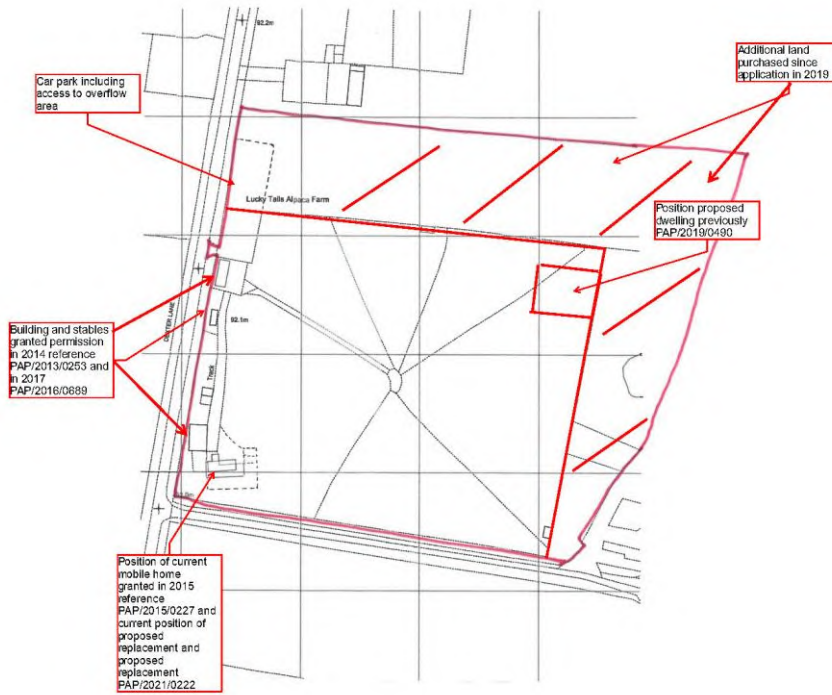 92.2m
Additional land
purchased since
application in 2019
Car park including
access to overflow
area
Lucky Tails Alpaca Farm
Position proposed
dwelling previously
PAP/2019/0490
Building and stables
granted permission
in 2014 reference
PAP/2013/0253 and
in 2017
PAP/2016/0689
92.1m
Track
Position of current
mobile home
granted in 2015
reference
PAP/2015/0227 and
current position of
proposed
replacement and
proposed
replacement
PAP/2021/0222